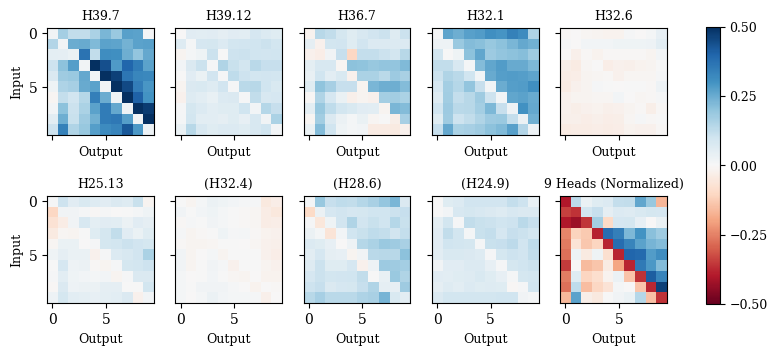 H39.7 H39.12 H36.7 H32.1 H32.6
0
5
Input
Output Output Output Output Output
H25.13 (H32.4) (H28.6) (H24.9) 9 Heads (Normalized)
0
5
Input
0 5 0 5 0 5 0 5 0 5
Output Output Output Output Output
0.50
0.25
0.00
−0.25
−0.50